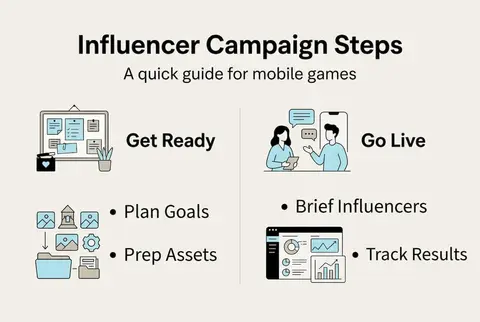 Influencer Campaign Steps
A quick guide for mobile games
Get Ready
• Plan Goals
• Prep Assets
Go Live
• Brief Influencers
• Track Results